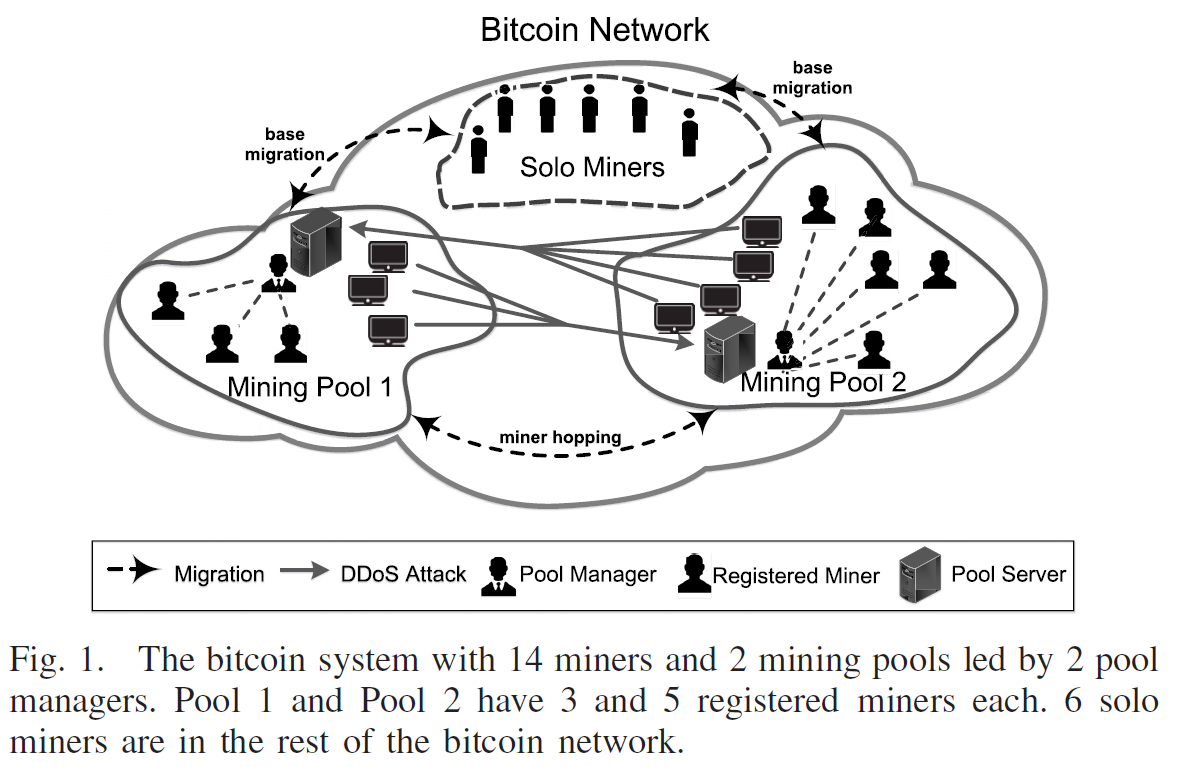 Bitcoin Network
base
migration
base
migration
Solo Miners
Mining Pool 1
Mining Pool 2
miner hopping
Migration
DDoS Attack
Pool Manager
Registered Miner
Pool Server
Fig. 1. The bitcoin system with 14 miners and 2 mining pools led by 2 pool
managers. Pool 1 and Pool 2 have 3 and 5 registered miners each. 6 solo
miners are in the rest of the bitcoin network.